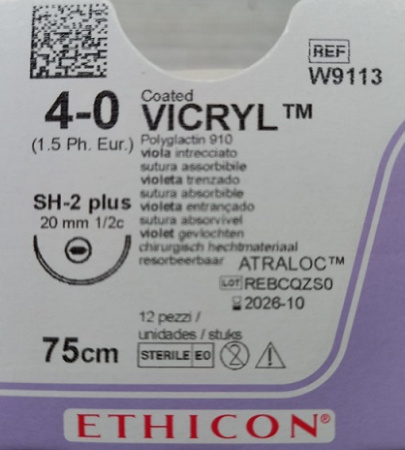 REF
W9113
4-0
(1.5 Ph. Eur.)
Coated
VICRYL™
Polyglactin 910
viola intrecciato
sutura assorbibile
violeta trenzado
sutura absorbible
violeta entrançado
sutura absorvível
violet gevlochten
chirurgisch hechtmateriaal
resorbeerbaar
SH-2 plus
20 mm 1/2c
ATRALOC™
LOT REBCQZS0
2026-10
12 pezzi /
unidades / stuks
75cm
STERILE EO
2
ETHICON®